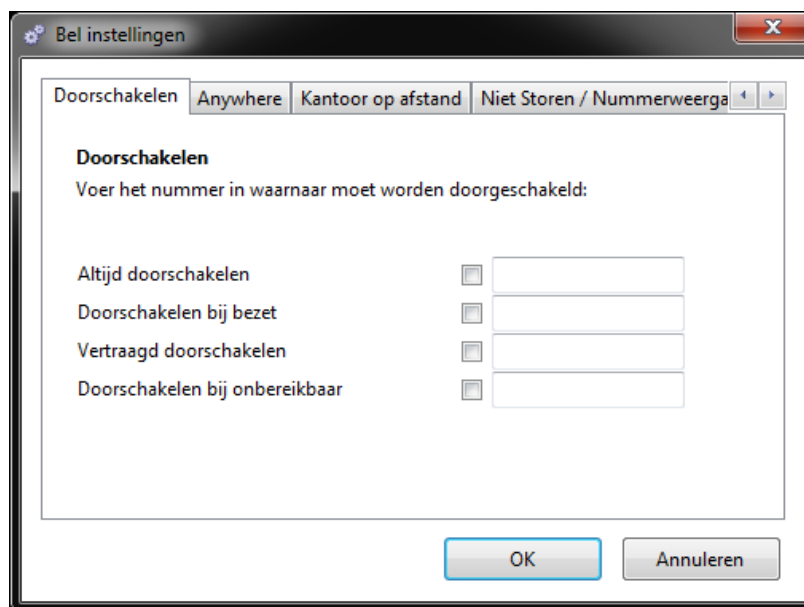 Bel instellingen
Doorschakelen Anywhere Kantoor op afstand Niet Storen / Nummerweerga
Doorschakelen
Voer het nummer in waarnaar moet worden doorgeschakeld:
Altijd doorschakelen
Doorschakelen bij bezet
Vertraagd doorschakelen
Doorschakelen bij onbereikbaar
OK Annuleren